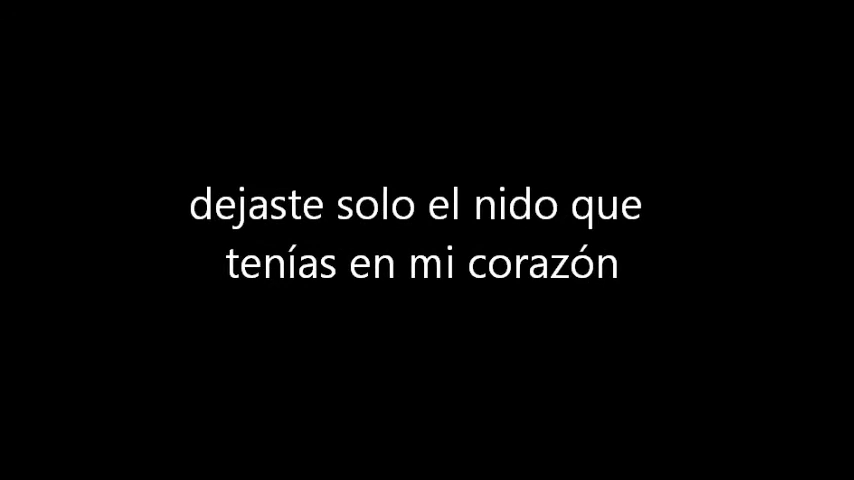 dejaste solo el nido que
tenías en mi corazón